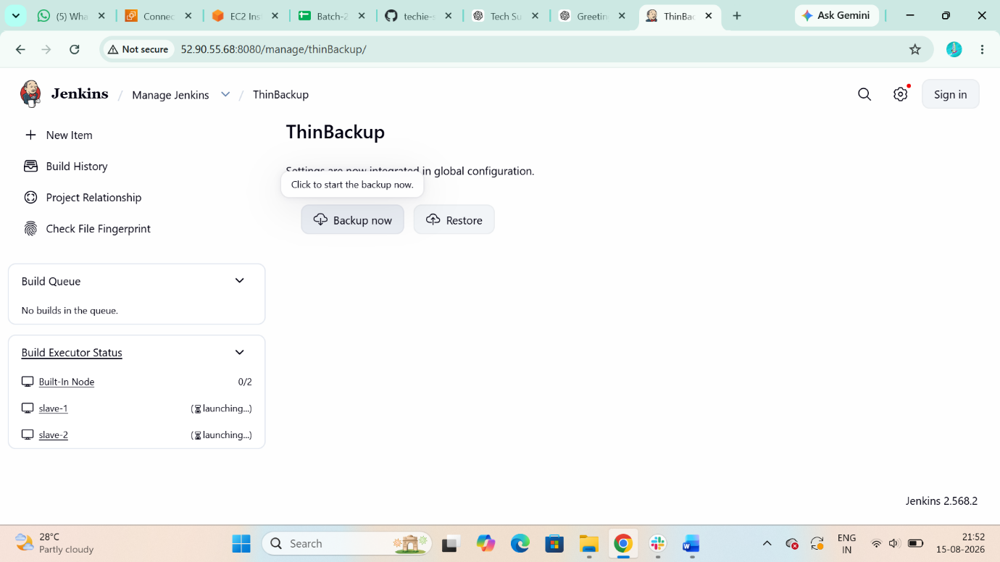 (5) Wha
Connec
EC2 Ins
Batch-2
techie-s
Tech Su
Greetin
ThinBac
Ask Gemini
Not secure
52.90.55.68:8080/manage/thinBackup/
Jenkins / Manage Jenkins / ThinBackup
Sign in
New Item
Build History
Project Relationship
Check File Fingerprint
Build Queue
No builds in the queue.
Build Executor Status
Built-In Node 0/2
slave-1 (launching...)
slave-2 (launching...)
ThinBackup
Settings are now integrated in global configuration.
Click to start the backup now.
Backup now
Restore
Jenkins 2.568.2
28°C
Partly cloudy
Search
ENG
IN
21:52
15-08-2026